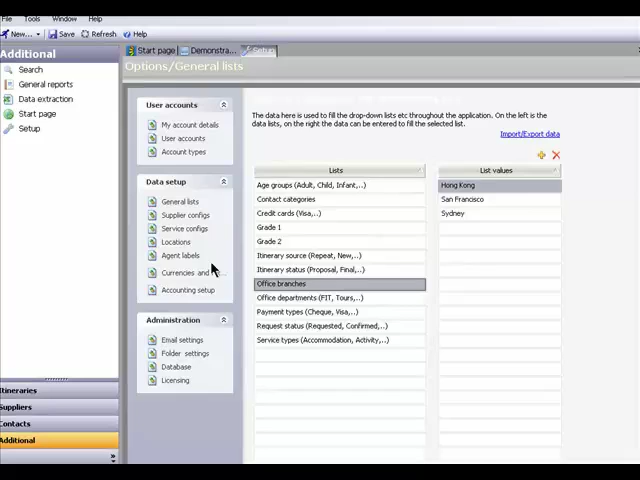 File Tools Window Help
New... Save Refresh Help
Additional
Start page Demonstra... Setup
Options/General lists
Search
General reports
Data extraction
Start page
Setup
User accounts
My account details
User accounts
Account types
Data setup
General lists
Supplier configs
Service configs
Locations
Agent labels
Currencies and ...
Accounting setup
Administration
Email settings
Folder settings
Database
Licensing
The data here is used to fill the drop-down lists etc throughout the application. On the left is the
data lists, on the right the data can be entered to fill the selected list.
Import/Export data
Lists
Age groups (Adult, Child, Infant,..)
Contact categories
Credit cards (Visa,..)
Grade 1
Grade 2
Itinerary source (Repeat, New,..)
Itinerary status (Proposal, Final,..)
Office branches
Office departments (FIT, Tours,..)
Payment types (Cheque, Visa,..)
Request status (Requested, Confirmed,..)
Service types (Accommodation, Activity,..)
List values
Hong Kong
San Francisco
Sydney
Itineraries
Suppliers
Contacts
Additional